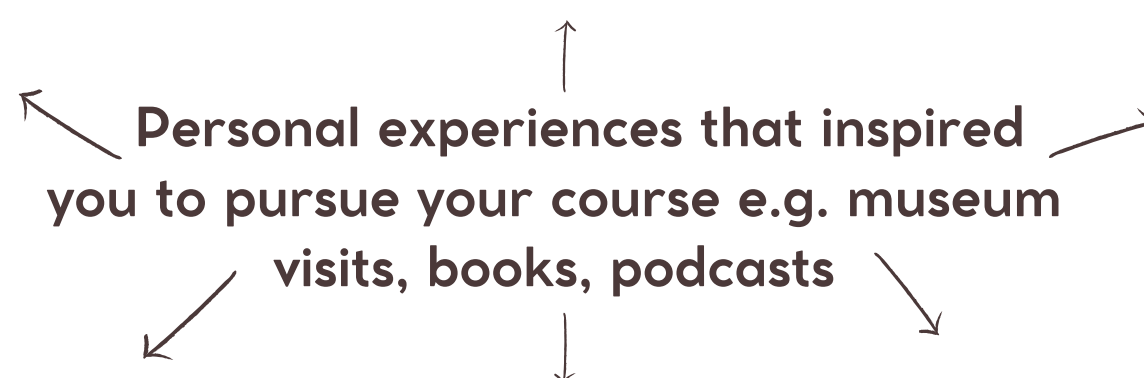 Personal experiences that inspired
you to pursue your course e.g. museum
visits, books, podcasts